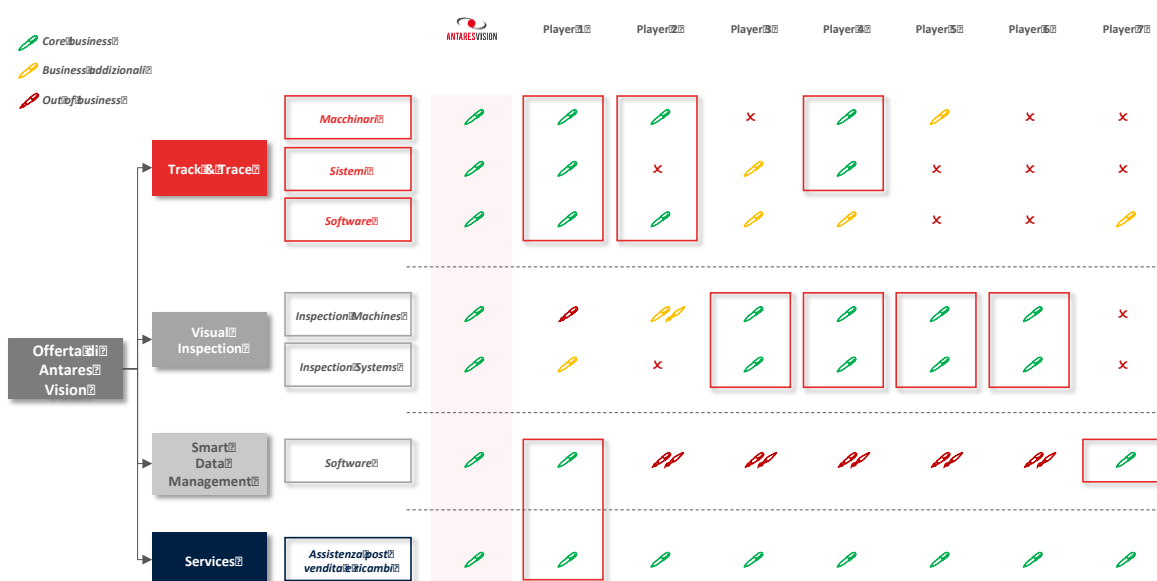 ANTARESVISION
Player 1
Player 2
Player 3
Player 4
Player 5
Player 6
Player 7
Core business
Business addizionali
Out of business
Macchinari
Track & Trace
Sistemi
Software
Inspection Machines
Visual
Inspection
Offerta di
Antares
Vision
Inspection Systems
Smart
Data
Management
Software
Services
Assistenza post
vendita e ricambi